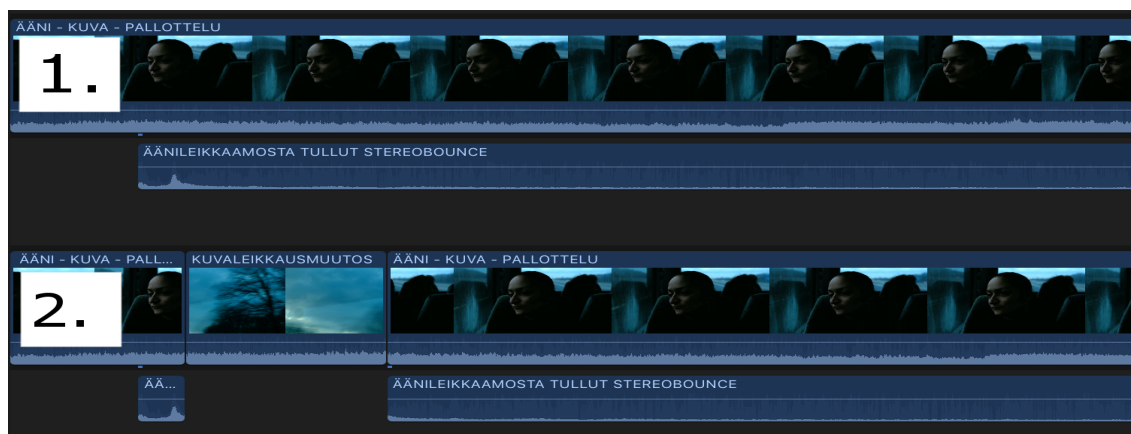 ÄÄNI - KUVA - PALLOTTELU
1.
ÄÄNILEIKKAAMOSTA TULLUT STEREOBOUNCE
ÄÄNI - KUVA - PALL... KUVALEIKKAUSMUUTOS ÄÄNI - KUVA - PALLOTTELU
2.
ÄÄ... ÄÄNILEIKKAAMOSTA TULLUT STEREOBOUNCE